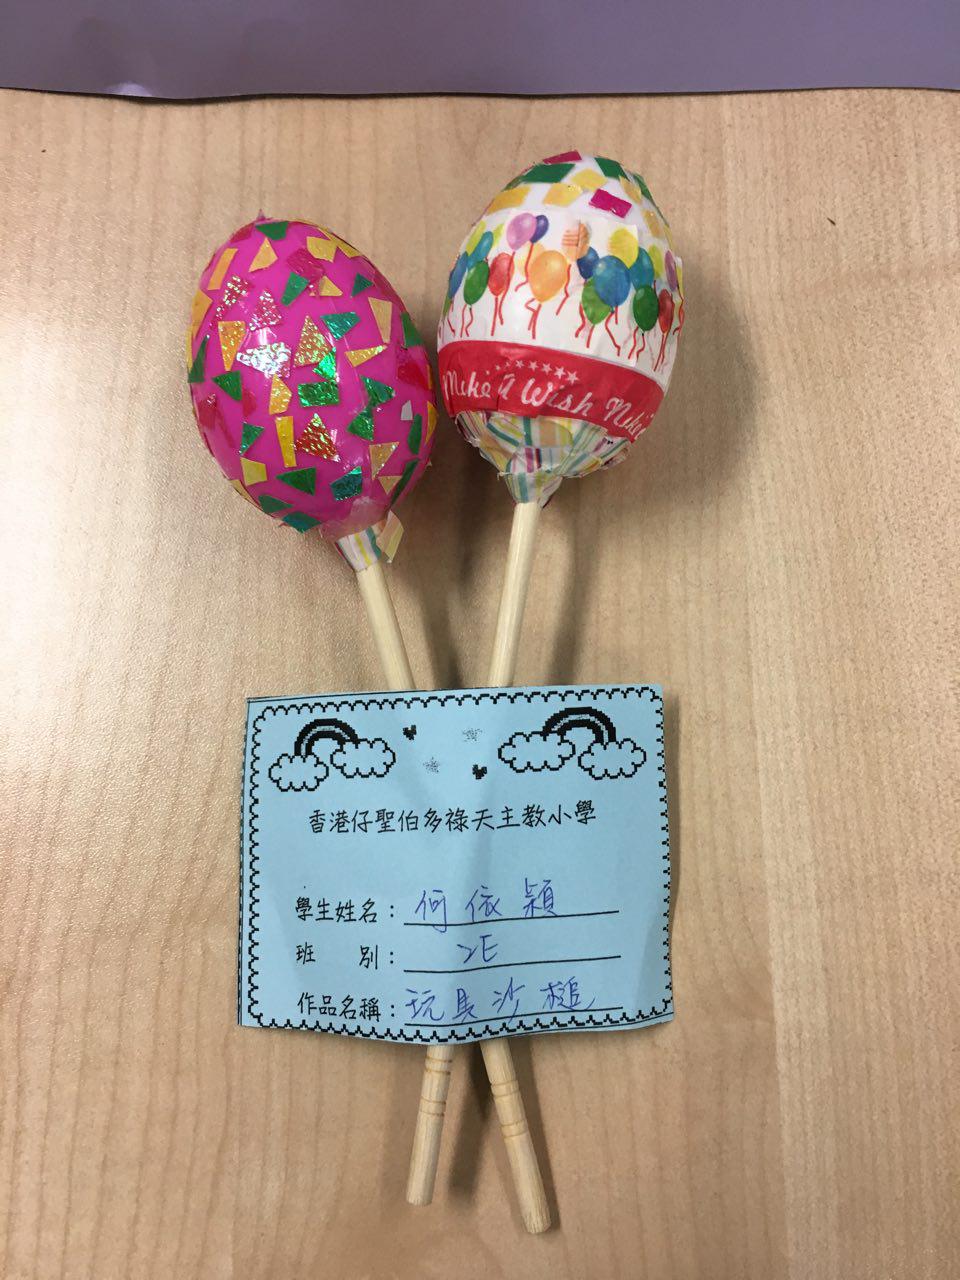 Make A Wish Make
香港仔聖伯多祿天主教小學
學生姓名：何依穎
班　別：2E
作品名稱：玩具沙槌